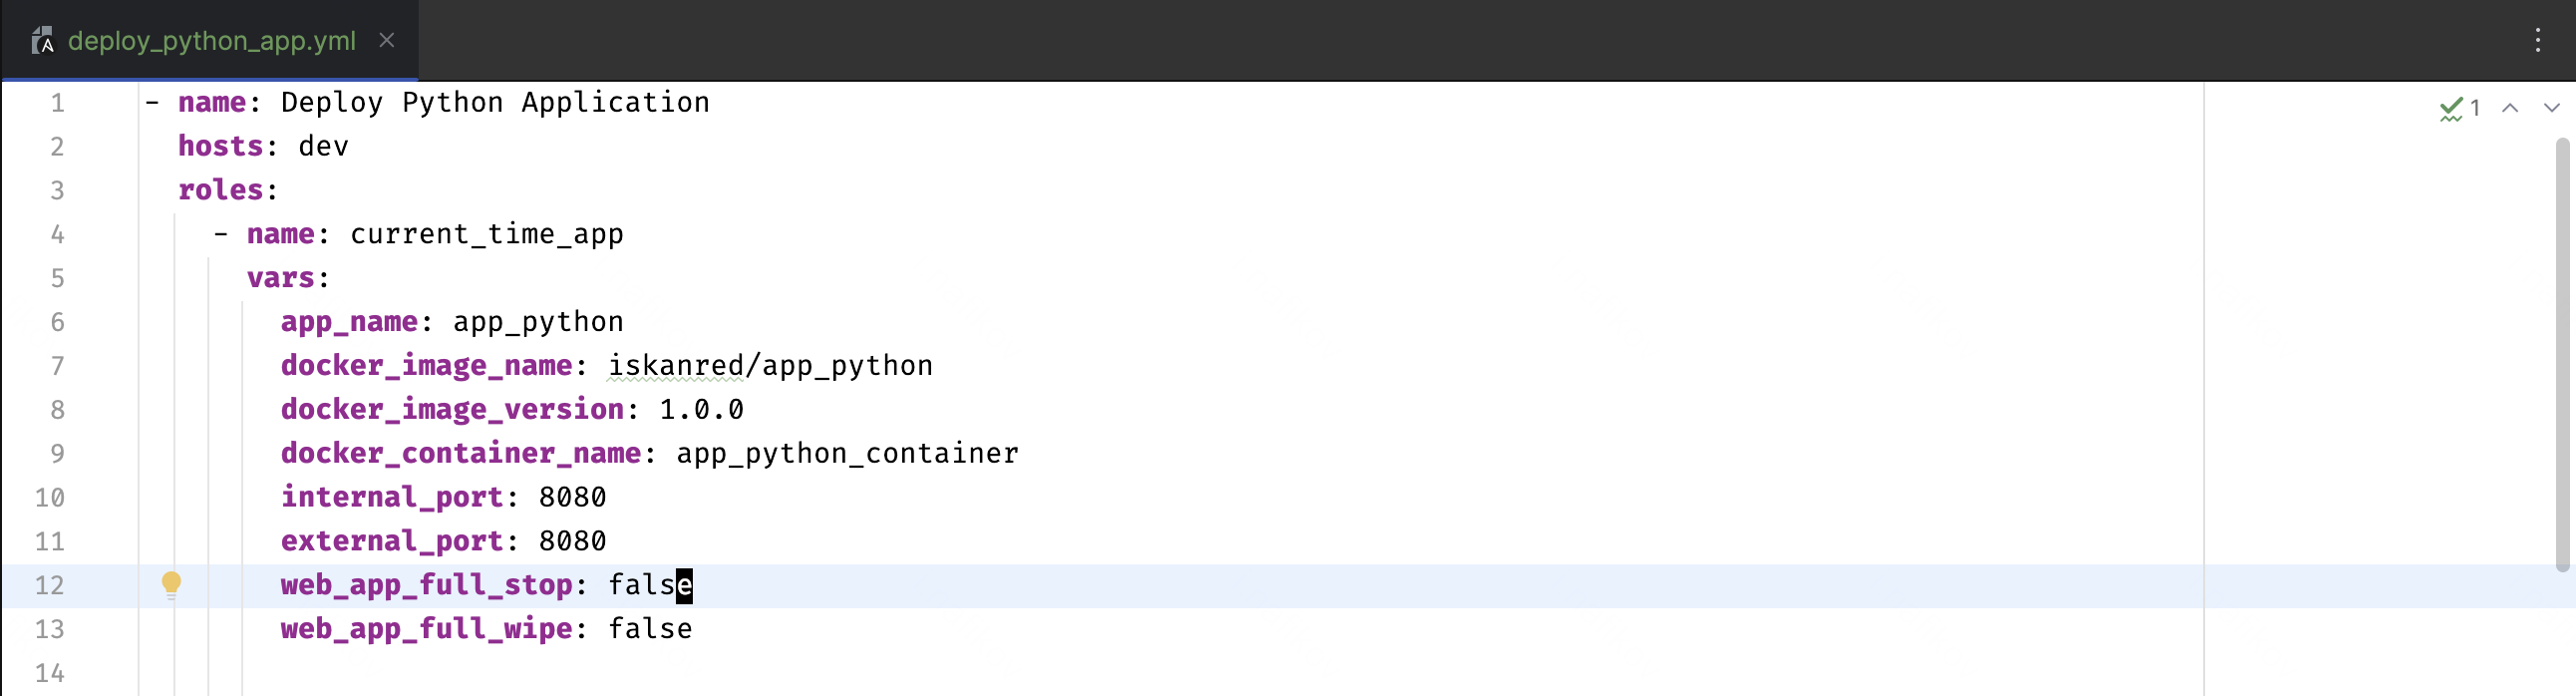 deploy_python_app.yml
1
1 - name: Deploy Python Application
2 hosts: dev
3 roles:
4 - name: current_time_app
5 vars:
6 app_name: app_python
7 docker_image_name: iskanred/app_python
8 docker_image_version: 1.0.0
9 docker_container_name: app_python_container
10 internal_port: 8080
11 external_port: 8080
12 web_app_full_stop: false
13 web_app_full_wipe: false
14